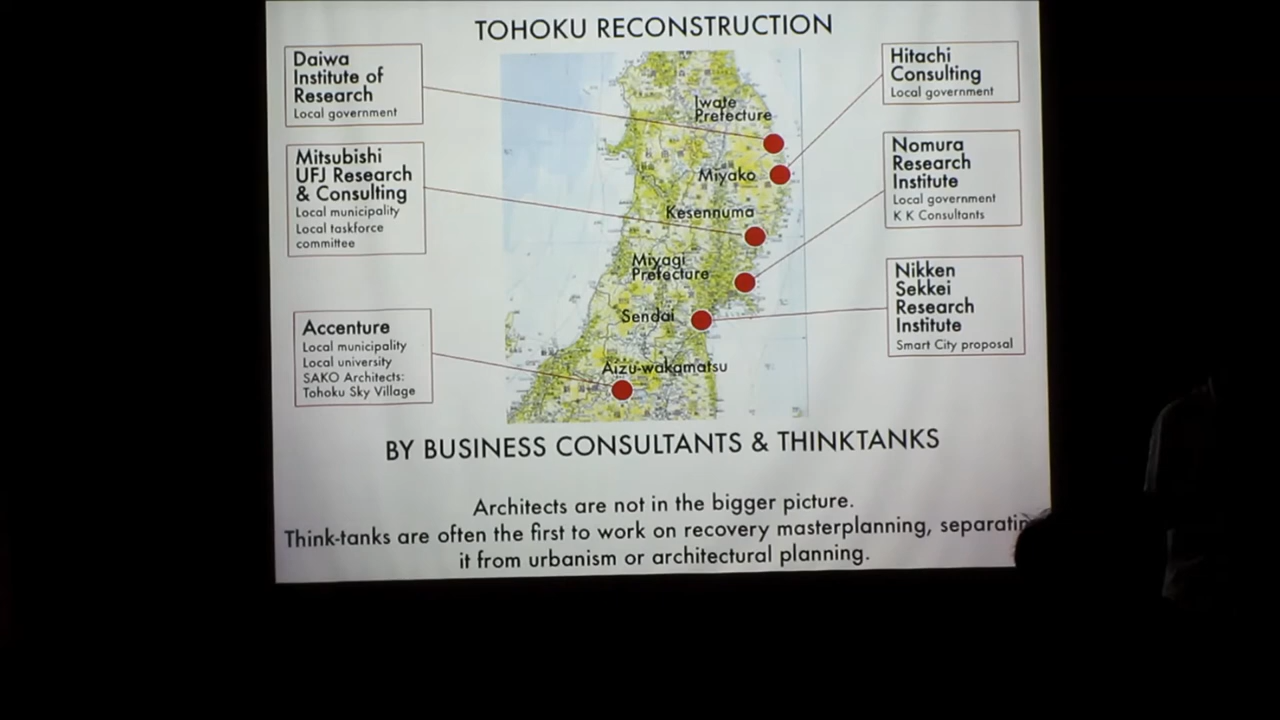 TOHOKU RECONSTRUCTION
Daiwa
Institute of
Research
Local government
Mitsubishi
UFJ Research
& Consulting
Local municipality
Local taskforce
committee
Accenture
Local municipality
Local university
SAKO Architects:
Tohoku Sky Village
Iwate
Prefecture
Miyako
Kesennuma
Miyagi
Prefecture
Sendai
Aizu-wakamatsu
Hitachi
Consulting
Local government
Nomura
Research
Institute
Local government
K K Consultants
Nikken
Sekkei
Research
Institute
Smart City proposal
BY BUSINESS CONSULTANTS & THINKTANKS
Architects are not in the bigger picture.
Think-tanks are often the first to work on recovery masterplanning, separatin
it from urbanism or architectural planning.